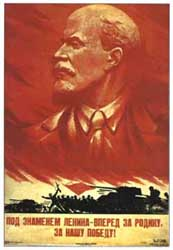 ПОД ЗНАМЕНЕМ ЛЕНИНА-ВПЕРЕД ЗА РОДИНУ,
ЗА НАШУ ПОБЕДУ!